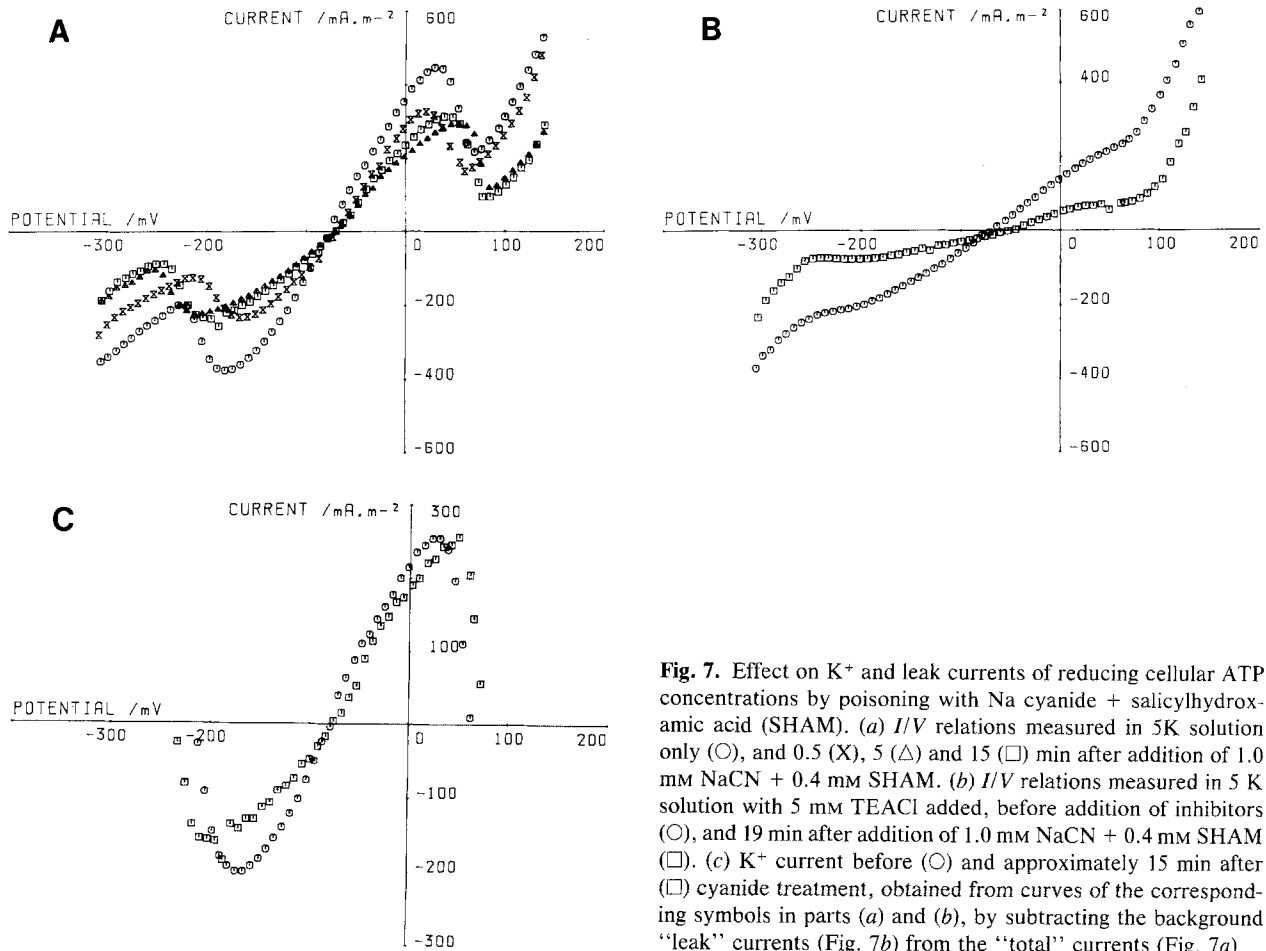 A
CURRENT /mA.m-2 600
POTENTIAL /mV
-300 -200 0 100 200
-200
-400
-600
B
CURRENT /mA.m-2 600
400
POTENTIAL /mV
-300 -200 0 100 200
-200
-400
-600
C
CURRENT /mA.m-2 300
100
POTENTIAL /mV
-300 -200 0 100 200
-100
-200
-300
Fig. 7. Effect on K+ and leak currents of reducing cellular ATP
concentrations by poisoning with Na cyanide + salicylhydrox-
amic acid (SHAM). (a) I/V relations measured in 5K solution
only (○), and 0.5 (X), 5 (△) and 15 (□) min after addition of 1.0
mM NaCN + 0.4 mM SHAM. (b) I/V relations measured in 5 K
solution with 5 mM TEACl added, before addition of inhibitors
(○), and 19 min after addition of 1.0 mM NaCN + 0.4 mM SHAM
(□). (c) K+ current before (○) and approximately 15 min after
(□) cyanide treatment, obtained from curves of the correspond-
ing symbols in parts (a) and (b), by subtracting the background
"leak" currents (Fig. 7b) from the "total" currents (Fig. 7a)